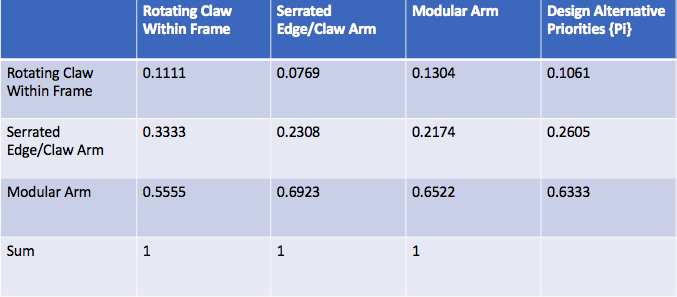 Rotating Claw Within Frame Serrated Edge/Claw Arm Modular Arm Design Alternative Priorities {Pi}
Rotating Claw Within Frame 0.1111 0.0769 0.1304 0.1061
Serrated Edge/Claw Arm 0.3333 0.2308 0.2174 0.2605
Modular Arm 0.5555 0.6923 0.6522 0.6333
Sum 1 1 1